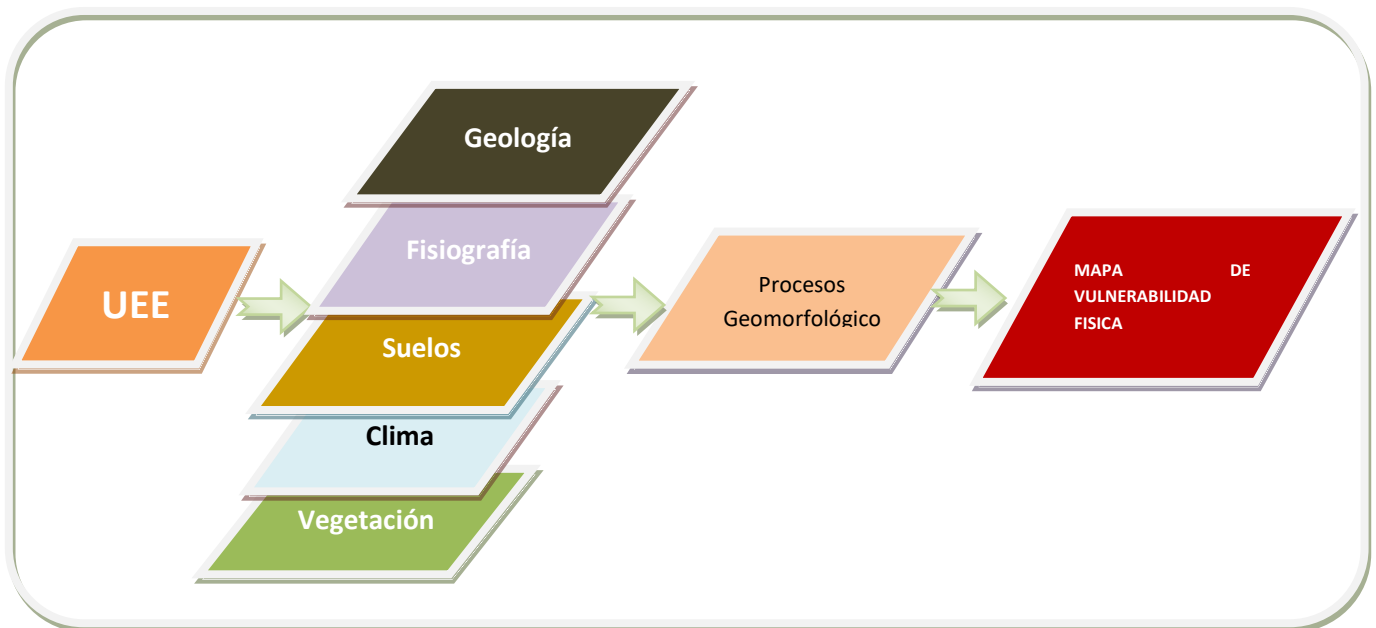 UEE
Geología
Fisiografía
Suelos
Clima
Vegetación
Procesos
Geomorfológico
MAPA DE
VULNERABILIDAD
FISICA